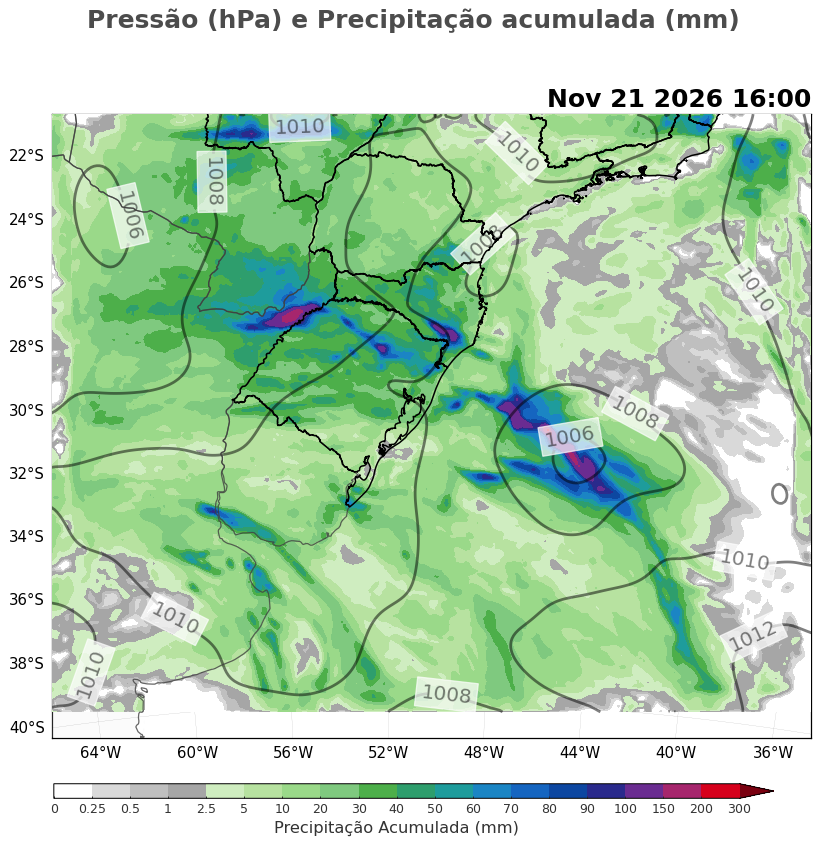 Pressão (hPa) e Precipitação acumulada (mm)
Nov 21 2026 16:00
1010
1010
1008
1006
1008
1010
1008
1006
1010
1010
1012
1010
1008
22°S
24°S
26°S
28°S
30°S
32°S
34°S
36°S
38°S
40°S
64°W 60°W 56°W 52°W 48°W 44°W 40°W 36°W
0 0.25 0.5 1 2.5 5 10 20 30 40 50 60 70 80 90 100 150 200 300
Precipitação Acumulada (mm)